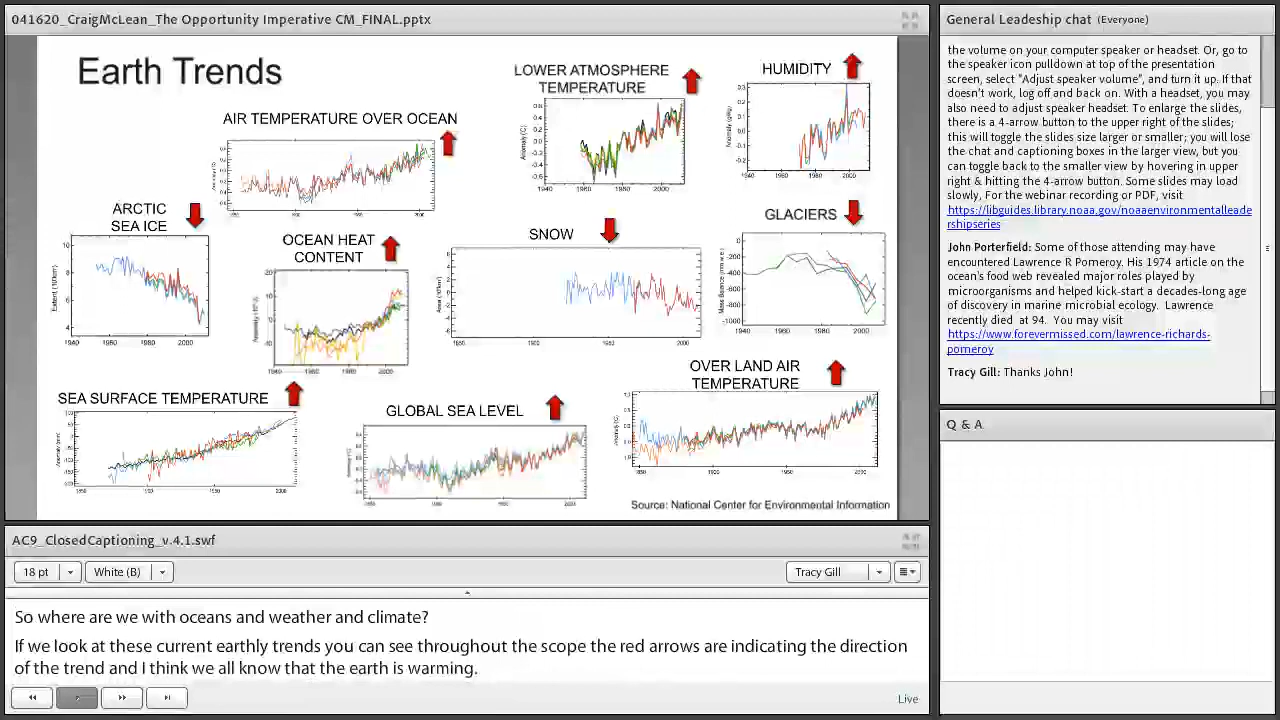 041620_CraigMcLean_The Opportunity Imperative CM_FINAL.pptx
Earth Trends
AIR TEMPERATURE OVER OCEAN
LOWER ATMOSPHERE
TEMPERATURE
HUMIDITY
ARCTIC
SEA ICE
OCEAN HEAT
CONTENT
SNOW
GLACIERS
SEA SURFACE TEMPERATURE
GLOBAL SEA LEVEL
OVER LAND AIR
TEMPERATURE
1940 1960 1980 2000
Source: National Center for Environmental Information
AC9_ClosedCaptioning_v.4.1.swf
18 pt
White (B)
Tracy Gill
So where are we with oceans and weather and climate?
If we look at these current earthly trends you can see throughout the scope the red arrows are indicating the direction
of the trend and I think we all know that the earth is warming.
Live
General Leadership chat (Everyone)
the volume on your computer speaker or headset. Or, go to
the speaker icon pulldown at top of the presentation
screen, select "Adjust speaker volume", and turn it up. If that
doesn't work, log off and back on. With a headset, you may
also need to adjust speaker headset. To enlarge the slides,
there is a 4-arrow button to the upper right of the slides;
this will toggle the slides size larger or smaller; you will lose
the chat and captioning boxes in the larger view, but you
can toggle back to the smaller view by hovering in upper
right & hitting the 4-arrow button. Some slides may load
slowly, For the webinar recording or PDF, visit
https://libguides.library.noaa.gov/noaaenvironmentalleade
rshipseries
John Porterfield: Some of those attending may have
encountered Lawrence R Pomeroy. His 1974 article on the
ocean's food web revealed major roles played by
microorganisms and helped kick-start a decades-long age
of discovery in marine microbial ecology. Lawrence
recently died at 94. You may visit
https://www.forevermissed.com/lawrence-richards-
pomeroy
Tracy Gill: Thanks John!
Q & A